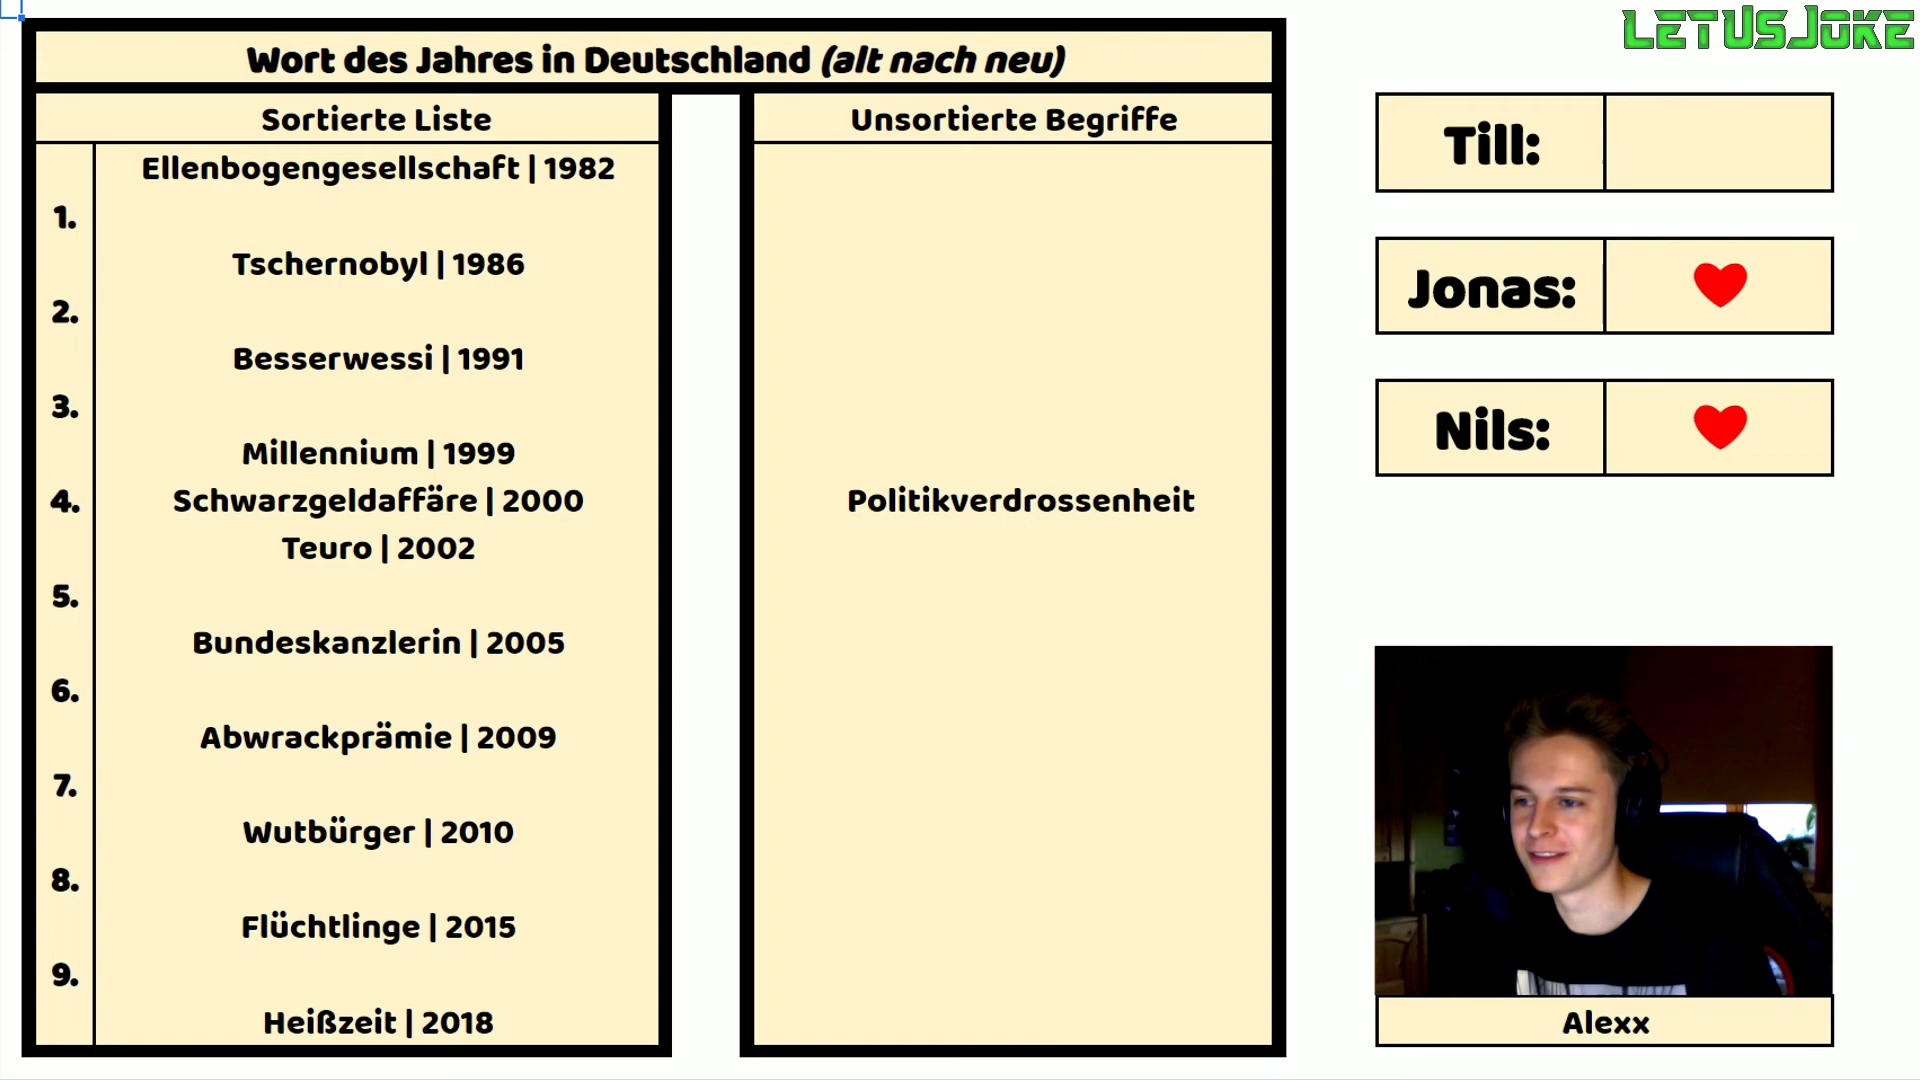 LETUSJOKE
Wort des Jahres in Deutschland (alt nach neu)
Sortierte Liste
Ellenbogengesellschaft | 1982
1.
Tschernobyl | 1986
2.
Besserwessi | 1991
3.
Millennium | 1999
4. Schwarzgeldaffäre | 2000
Teuro | 2002
5.
Bundeskanzlerin | 2005
6.
Abwrackprämie | 2009
7.
Wutbürger | 2010
8.
Flüchtlinge | 2015
9.
Heißzeit | 2018
Unsortierte Begriffe
Politikverdrossenheit
Till:
Jonas:
Nils:
Alexx